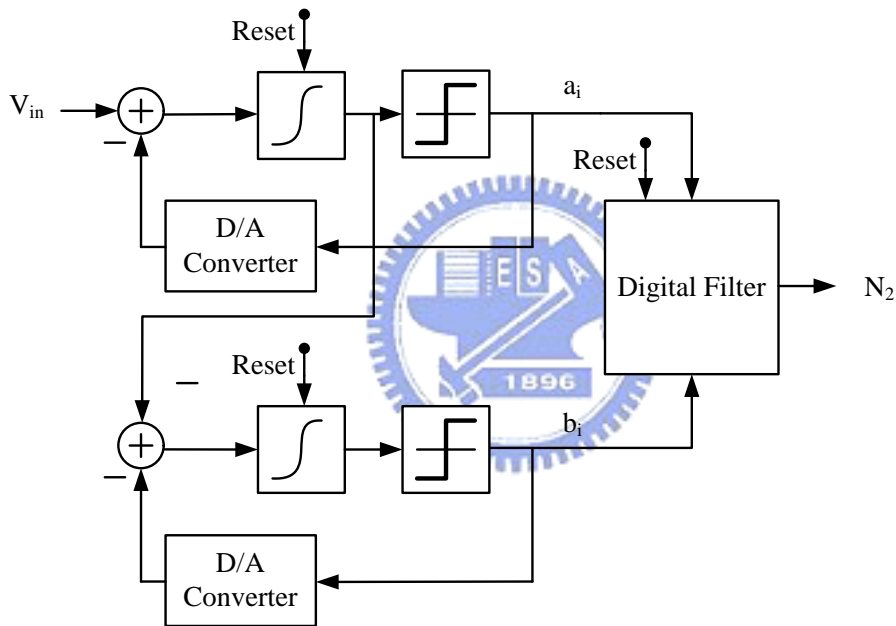 Reset
V_in
+
−
a_i
Reset
D/A
Converter
Digital Filter
N_2
E S A
1896
−
Reset
+
−
b_i
D/A
Converter